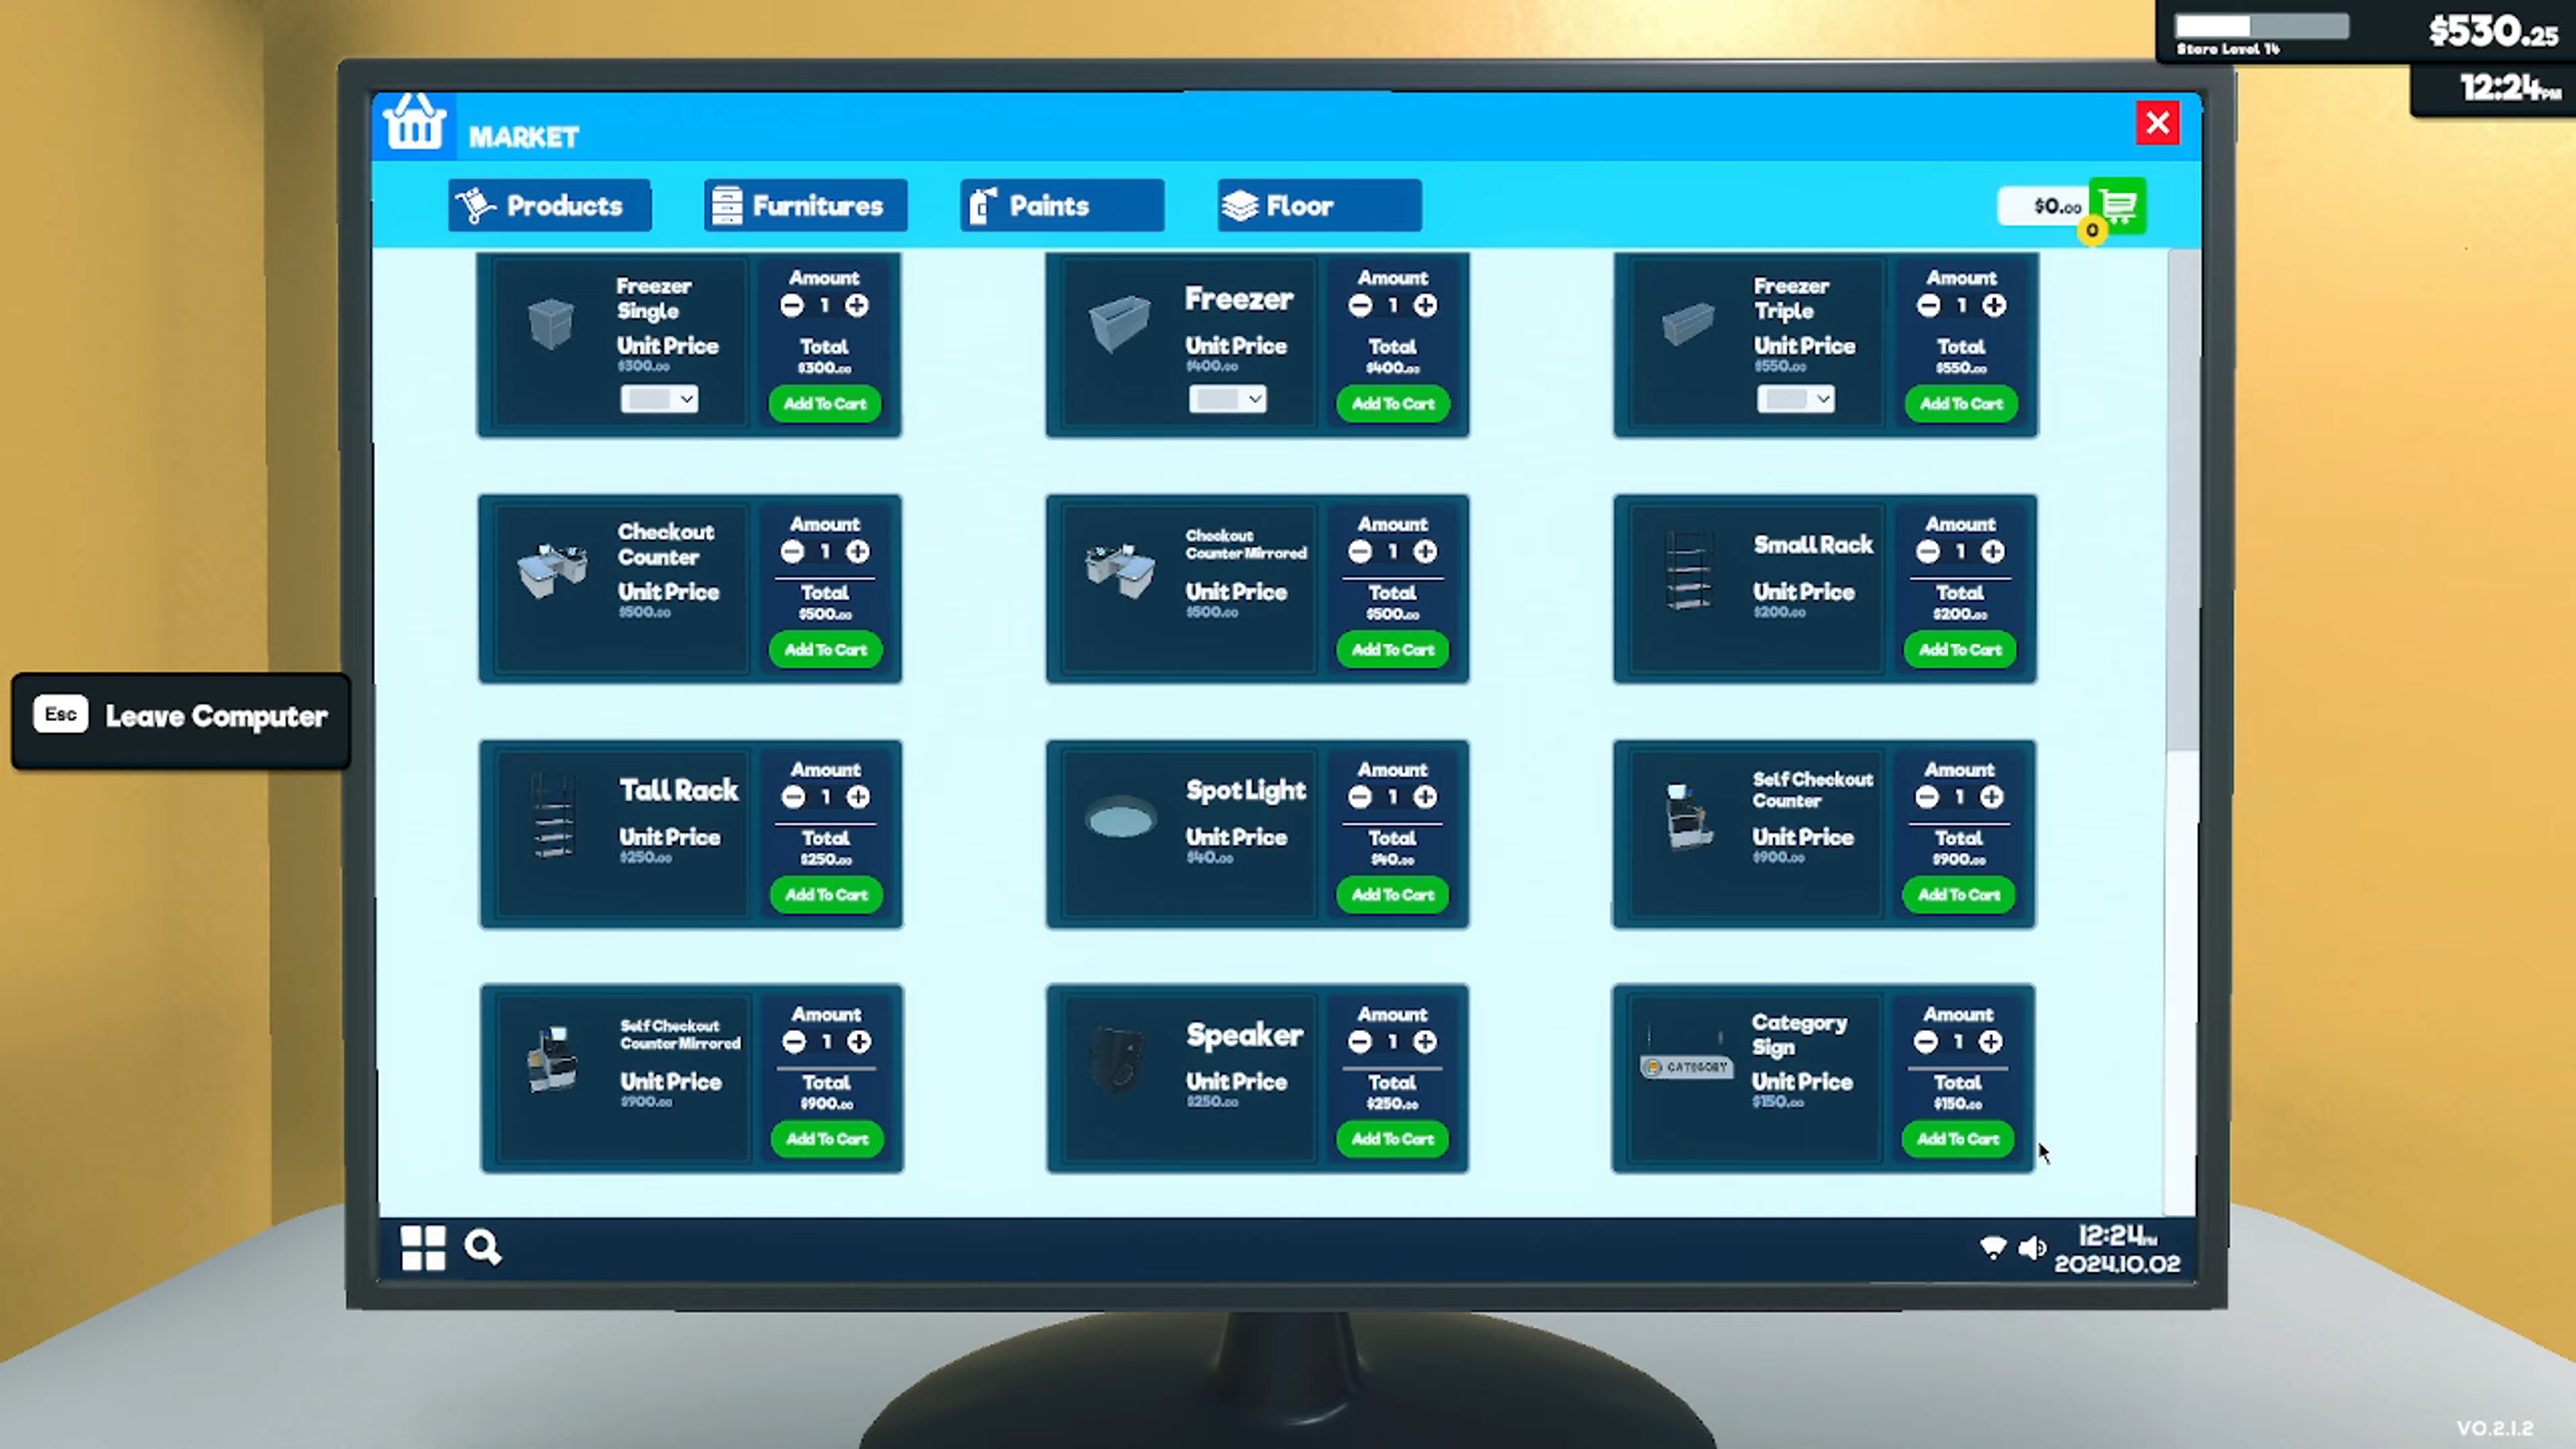 Store Level 14
$530.25
12:24PM
MARKET
Products
Furnitures
Paints
Floor
$0.00
0
Freezer
Single
Unit Price
$300.00
Amount
1
Total
$300.00
Add To Cart
Freezer
Unit Price
$400.00
Amount
1
Total
$400.00
Add To Cart
Freezer
Triple
Unit Price
$550.00
Amount
1
Total
$550.00
Add To Cart
Checkout
Counter
Unit Price
$500.00
Amount
1
Total
$500.00
Add To Cart
Checkout
Counter Mirrored
Unit Price
$500.00
Amount
1
Total
$500.00
Add To Cart
Small Rack
Unit Price
$200.00
Amount
1
Total
$200.00
Add To Cart
Esc Leave Computer
Tall Rack
Unit Price
$250.00
Amount
1
Total
$250.00
Add To Cart
Spot Light
Unit Price
$40.00
Amount
1
Total
$40.00
Add To Cart
Self Checkout
Counter
Unit Price
$900.00
Amount
1
Total
$900.00
Add To Cart
Self Checkout
Counter Mirrored
Unit Price
$900.00
Amount
1
Total
$900.00
Add To Cart
Speaker
Unit Price
$250.00
Amount
1
Total
$250.00
Add To Cart
CATEGORY
Category
Sign
Unit Price
$150.00
Amount
1
Total
$150.00
Add To Cart
12:24PM
2024.10.02
V0.2.1.2